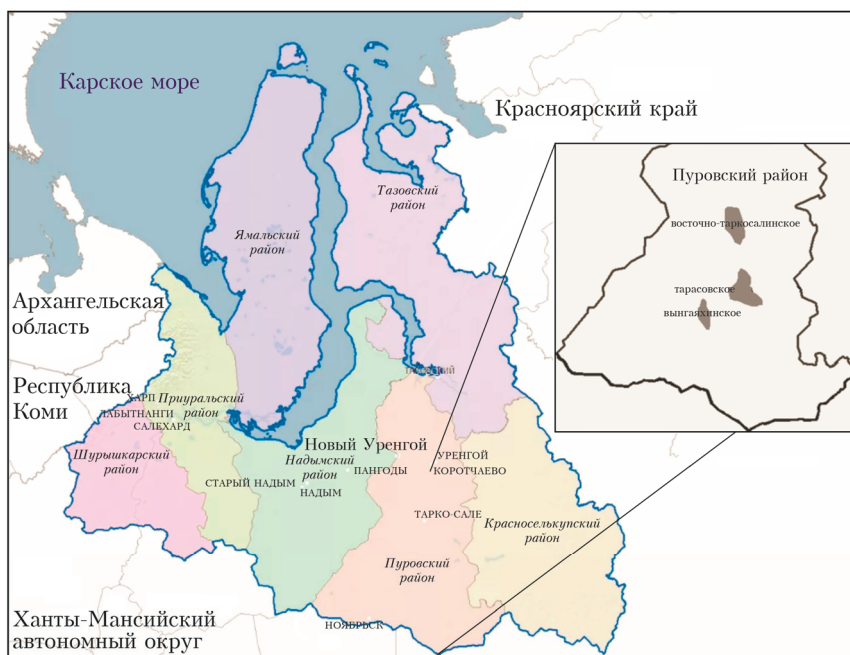 Карское море
Красноярский край
Пуровский район
восточно-таркосалинское
тарасовское
вынгаяхинское
Тазовский
район
Ямальский
район
Архангельская
область
Республика
Коми
ТАЗОВСКИЙ
ХАРП
Приуральский
район
ЛАБЫТНАНГИ
САЛЕХАРД
Шурышкарский
район
Новый Уренгой
Надымский
район
ПАНГОДЫ
УРЕНГОЙ
КОРОТЧАЕВО
СТАРЫЙ НАДЫМ
НАДЫМ
ТАРКО-САЛЕ
Красноселькупский
район
Пуровский
район
НОЯБРЬСК
Ханты-Мансийский
автономный округ